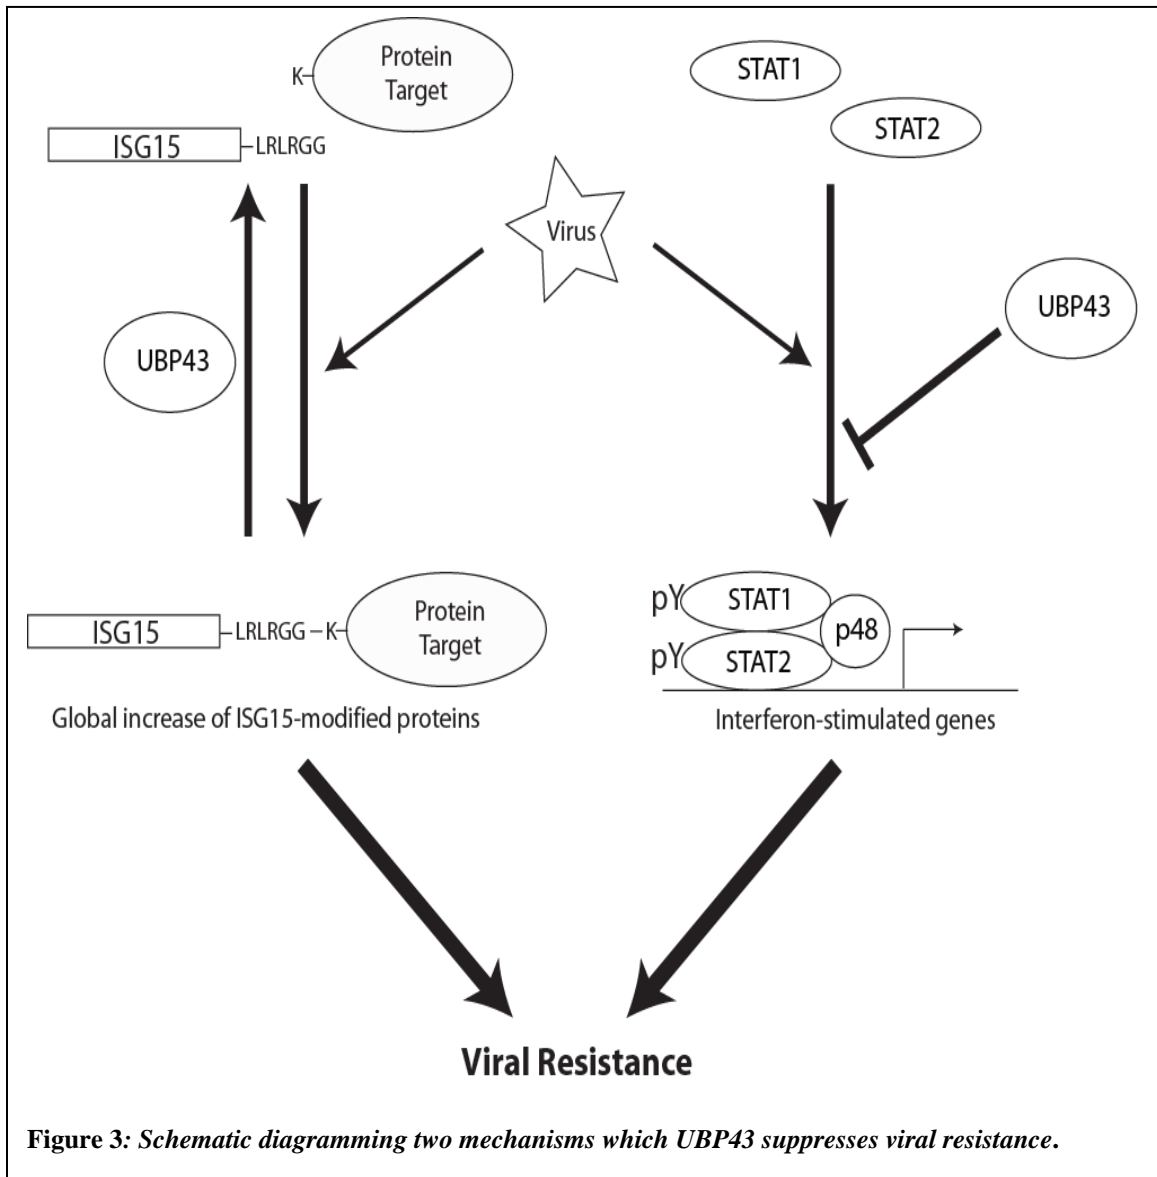 Protein
Target
K
ISG15
LRLRGG
STAT1
STAT2
Virus
UBP43
UBP43
ISG15
LRLRGG
K
Protein
Target
Global increase of ISG15-modified proteins
pY
STAT1
pY
STAT2
p48
Interferon-stimulated genes
Viral Resistance
Figure 3: Schematic diagramming two mechanisms which UBP43 suppresses viral resistance.